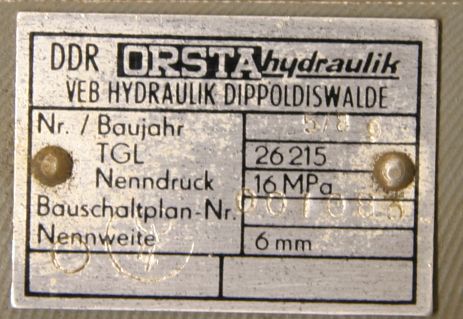 DDR ORSTA hydraulik
VEB HYDRAULIK DIPPOLDISWALDE
Nr. / Baujahr
TGL 26 215
Nenndruck 16 MPa
Bauschaltplan-Nr.
Nennweite 6 mm